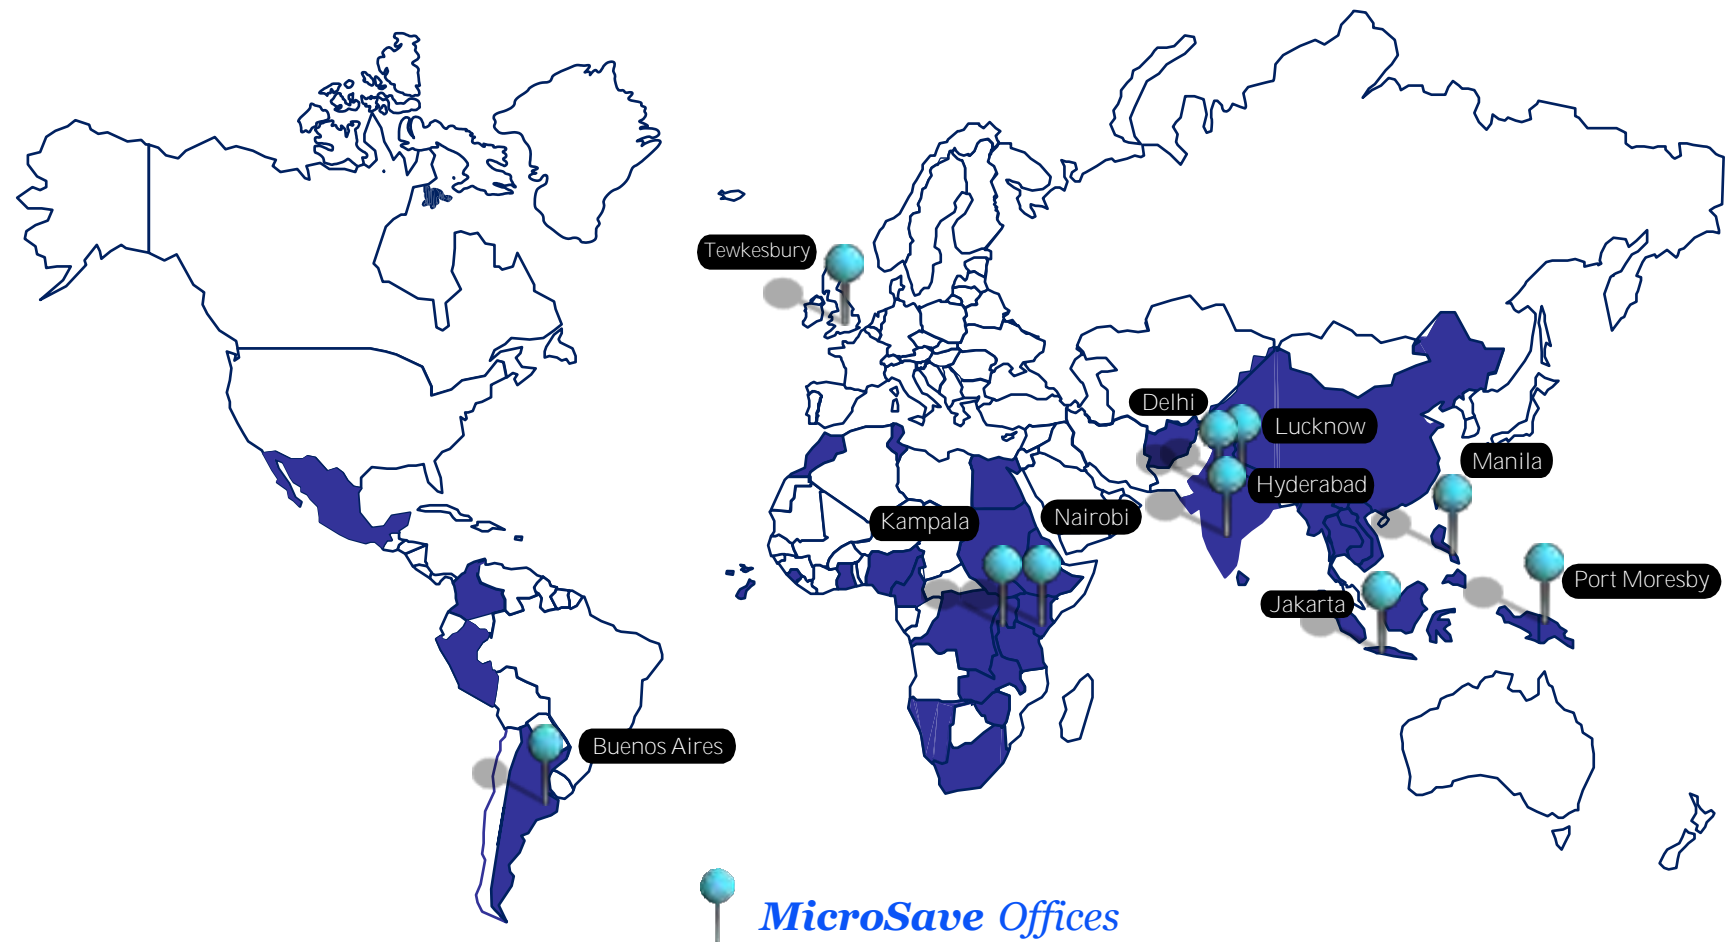 Tewkesbury
Delhi
Lucknow
Manila
Hyderabad
Kampala
Nairobi
Port Moresby
Jakarta
Buenos Aires
MicroSave Offices